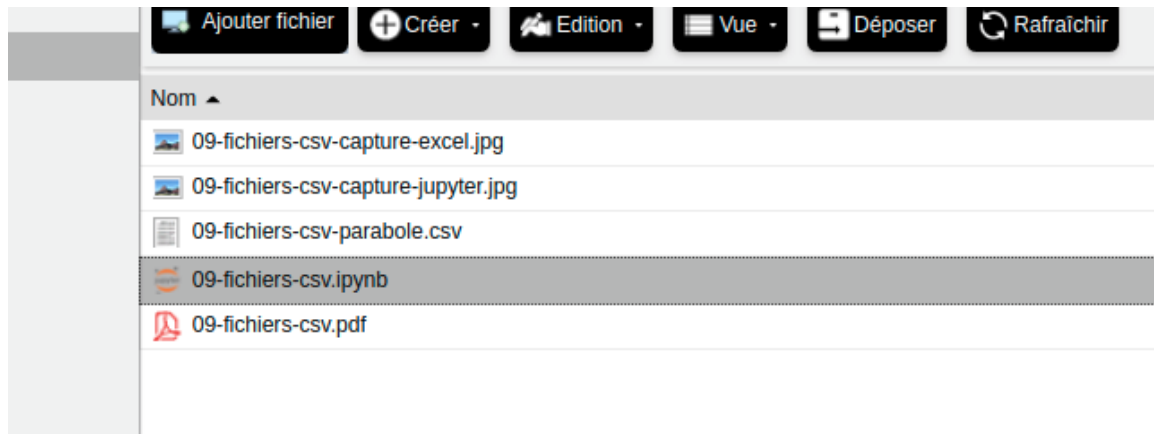 Ajouter fichier Créer Edition Vue Déposer Rafraîchir
Nom
09-fichiers-csv-capture-excel.jpg
09-fichiers-csv-capture-jupyter.jpg
09-fichiers-csv-parabole.csv
09-fichiers-csv.ipynb
09-fichiers-csv.pdf